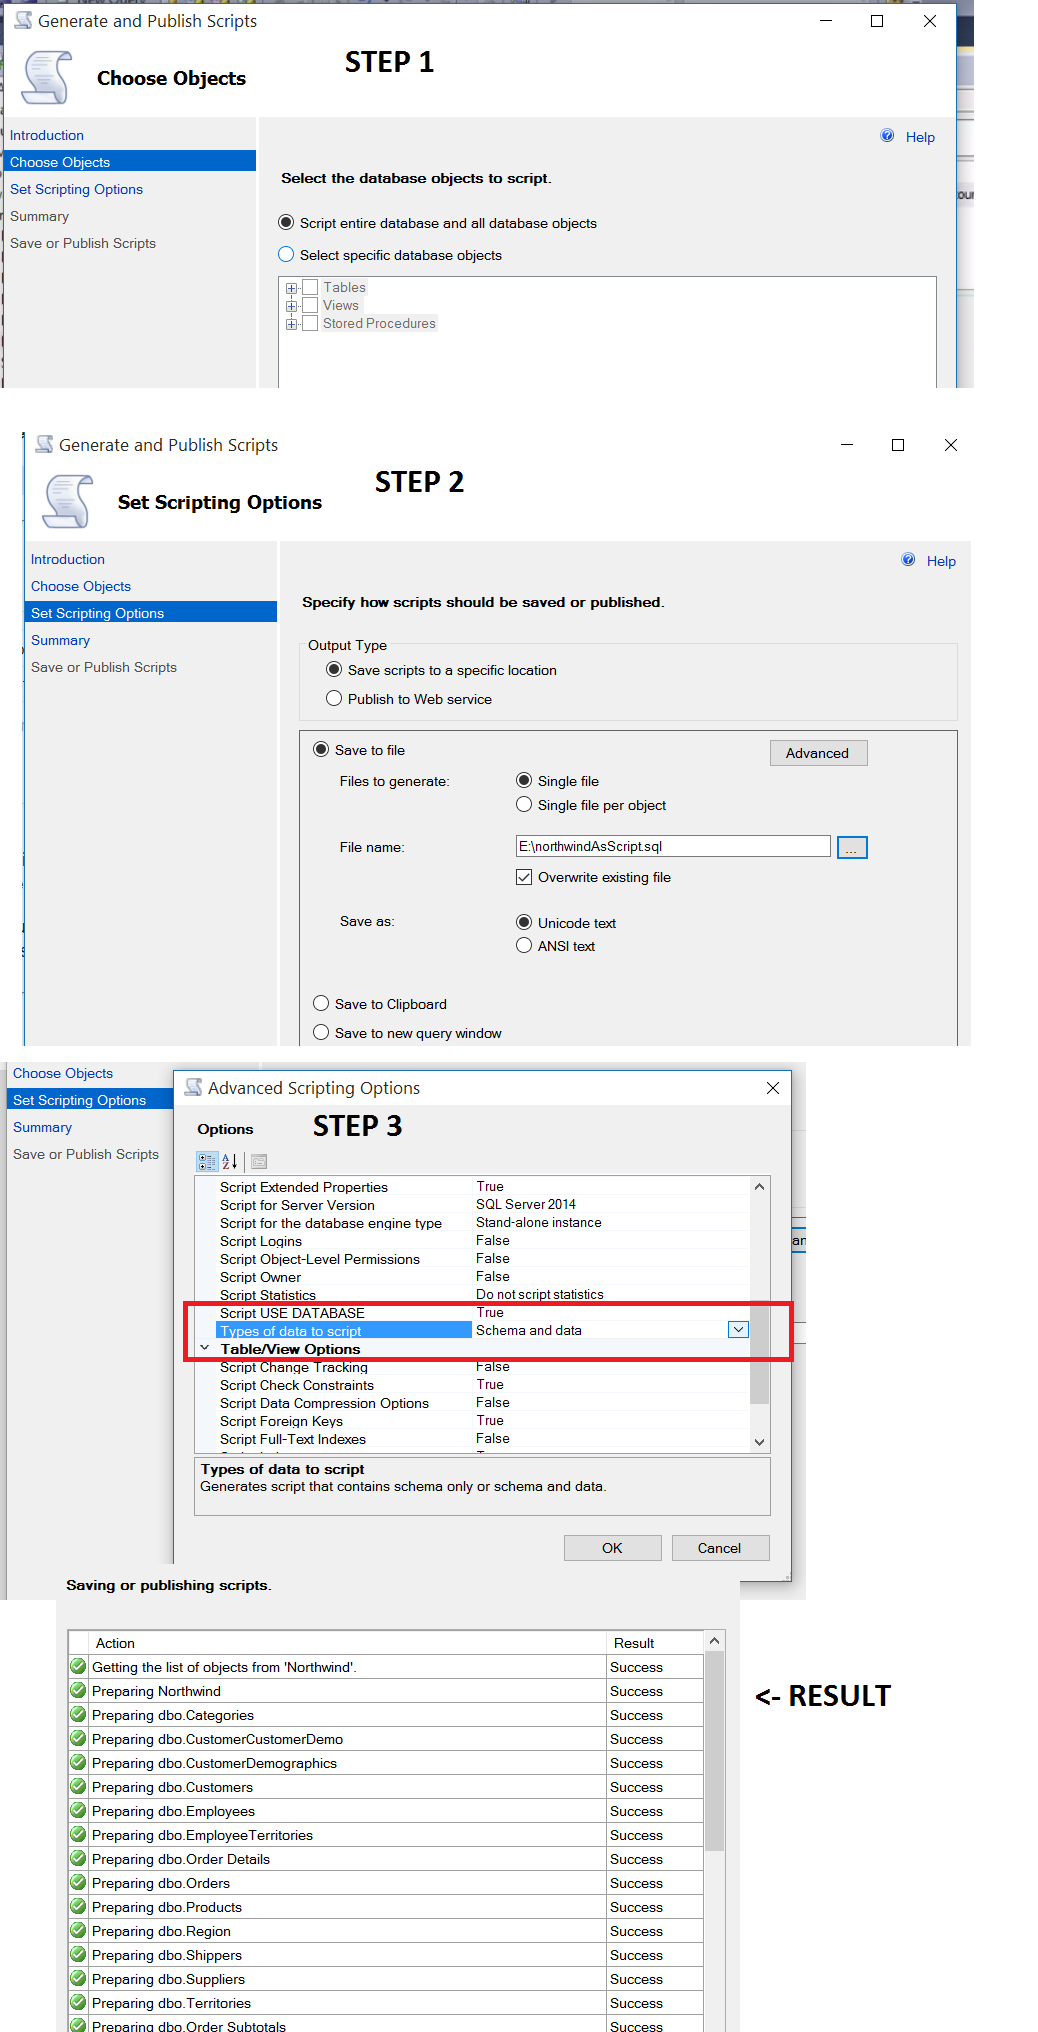 Generate and Publish Scripts
STEP 1
Choose Objects
Introduction
Choose Objects
Set Scripting Options
Summary
Save or Publish Scripts
Help
Select the database objects to script.
Script entire database and all database objects
Select specific database objects
Tables
Views
Stored Procedures
Generate and Publish Scripts
STEP 2
Set Scripting Options
Introduction
Choose Objects
Set Scripting Options
Summary
Save or Publish Scripts
Help
Specify how scripts should be saved or published.
Output Type
Save scripts to a specific location
Publish to Web service
Save to file
Advanced
Files to generate:
Single file
Single file per object
File name:
E:\northwindAsScript.sql
...
Overwrite existing file
Save as:
Unicode text
ANSI text
Save to Clipboard
Save to new query window
Choose Objects
Set Scripting Options
Summary
Save or Publish Scripts
Advanced Scripting Options
Options
STEP 3
Script Extended Properties True
Script for Server Version SQL Server 2014
Script for the database engine type Stand-alone instance
Script Logins False
Script Object-Level Permissions False
Script Owner False
Script Statistics Do not script statistics
Script USE DATABASE True
Types of data to script Schema and data
Table/View Options
Script Change Tracking False
Script Check Constraints True
Script Data Compression Options False
Script Foreign Keys True
Script Full-Text Indexes False
Types of data to script
Generates script that contains schema only or schema and data.
OK Cancel
Saving or publishing scripts.
Action Result
Getting the list of objects from 'Northwind'. Success
Preparing Northwind Success
Preparing dbo.Categories Success
Preparing dbo.CustomerCustomerDemo Success
Preparing dbo.CustomerDemographics Success
Preparing dbo.Customers Success
Preparing dbo.Employees Success
Preparing dbo.EmployeeTerritories Success
Preparing dbo.Order Details Success
Preparing dbo.Orders Success
Preparing dbo.Products Success
Preparing dbo.Region Success
Preparing dbo.Shippers Success
Preparing dbo.Suppliers Success
Preparing dbo.Territories Success
Preparing dbo.Order Subtotals Success
<- RESULT